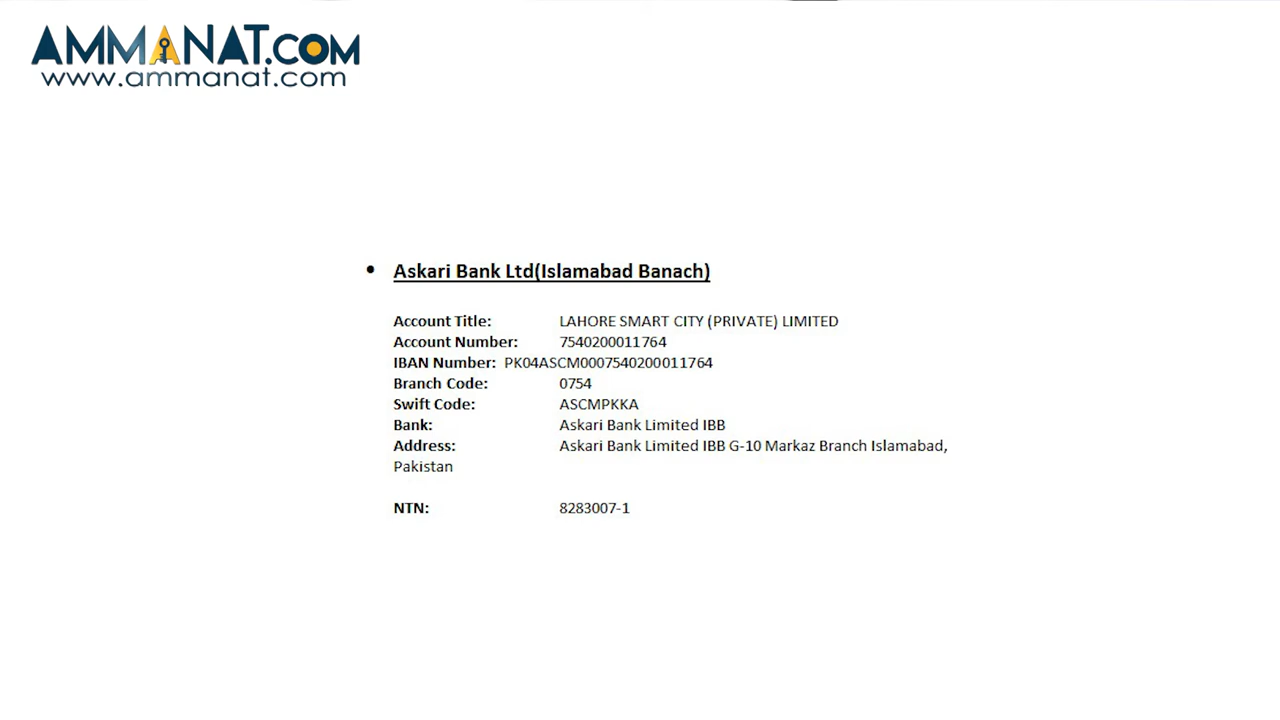 AMMANAT.COM
www.ammanat.com
• Askari Bank Ltd(Islamabad Banach)
Account Title: LAHORE SMART CITY (PRIVATE) LIMITED
Account Number: 7540200011764
IBAN Number: PK04ASCM0007540200011764
Branch Code: 0754
Swift Code: ASCMPKKA
Bank: Askari Bank Limited IBB
Address: Askari Bank Limited IBB G-10 Markaz Branch Islamabad,
Pakistan
NTN: 8283007-1